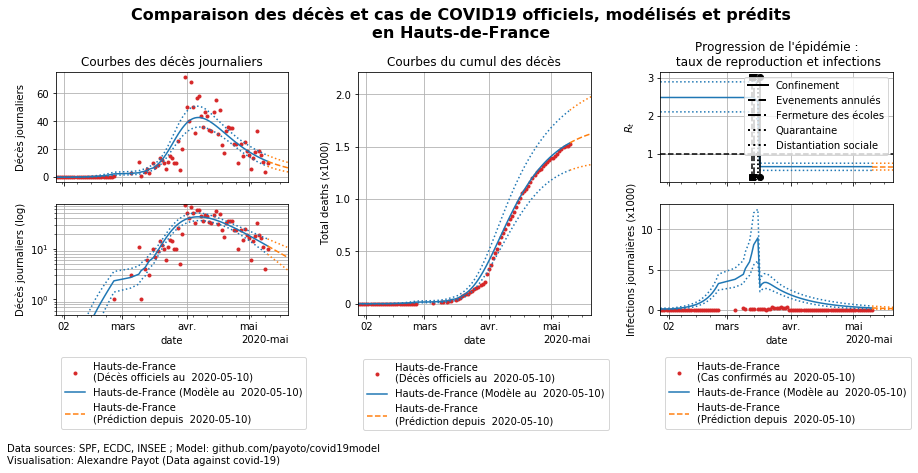 Comparaison des décès et cas de COVID19 officiels, modélisés et prédits
en Hauts-de-France
Courbes des décès journaliers
Décès journaliers
60
40
20
0
Décès journaliers (log)
10¹
10⁰
02
mars
avr.
mai
date
2020-mai
Hauts-de-France
(Décès officiels au  2020-05-10)
Hauts-de-France (Modèle au  2020-05-10)
Hauts-de-France
(Prédiction depuis  2020-05-10)
Courbes du cumul des décès
Total deaths (x1000)
2.0
1.5
1.0
0.5
0
02
mars
avr.
mai
date
2020-mai
Hauts-de-France
(Décès officiels au  2020-05-10)
Hauts-de-France (Modèle au  2020-05-10)
Hauts-de-France
(Prédiction depuis  2020-05-10)
Progression de l'épidémie :
taux de reproduction et infections
Rₜ
3
2
1
Confinement
Evenements annulés
Fermeture des écoles
Quarantaine
Distantiation sociale
Infections journalières (x1000)
10
5
0
02
mars
avr.
mai
date
2020-mai
Hauts-de-France
(Cas confirmés au  2020-05-10)
Hauts-de-France (Modèle au  2020-05-10)
Hauts-de-France
(Prédiction depuis  2020-05-10)
Data sources: SPF, ECDC, INSEE ; Model: github.com/payoto/covid19model
Visualisation: Alexandre Payot (Data against covid-19)